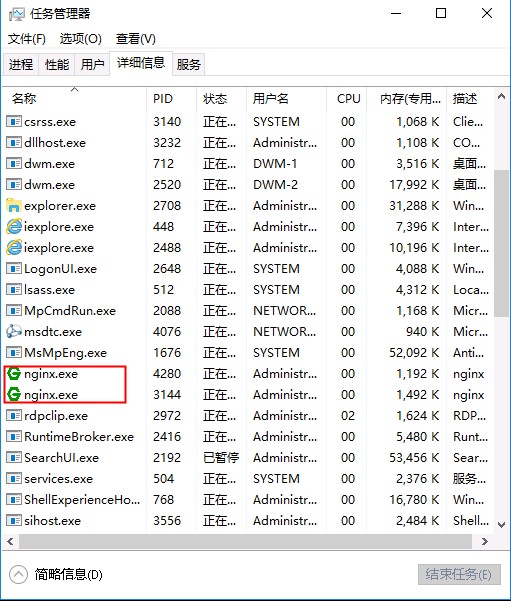 任务管理器
文件(F) 选项(O) 查看(V)
进程 性能 用户 详细信息 服务
名称 PID 状态 用户名 CPU 内存(专用... 描述
csrss.exe 3140 正在... SYSTEM 00 1,068 K Clie...
dllhost.exe 3232 正在... Administr... 00 1,108 K CO...
dwm.exe 712 正在... DWM-1 00 3,516 K 桌面...
dwm.exe 2520 正在... DWM-2 00 17,992 K 桌面...
explorer.exe 2708 正在... Administr... 00 31,288 K Win...
iexplore.exe 448 正在... Administr... 00 7,396 K Inter...
iexplore.exe 2488 正在... Administr... 00 10,196 K Inter...
LogonUI.exe 2648 正在... SYSTEM 00 4,088 K Win...
lsass.exe 512 正在... SYSTEM 00 4,312 K Loca...
MpCmdRun.exe 2088 正在... NETWOR... 00 1,168 K Micr...
msdtc.exe 4076 正在... NETWOR... 00 940 K Micr...
MsMpEng.exe 1676 正在... SYSTEM 00 52,092 K Anti...
nginx.exe 4280 正在... Administr... 00 1,192 K nginx
nginx.exe 3144 正在... Administr... 00 1,492 K nginx
rdpclip.exe 2972 正在... Administr... 02 1,624 K RDP...
RuntimeBroker.exe 2416 正在... Administr... 00 5,480 K Runt...
SearchUI.exe 2192 已暂停 Administr... 00 53,456 K Sear...
services.exe 504 正在... SYSTEM 00 2,376 K 服务...
ShellExperienceHo... 768 正在... Administr... 00 16,780 K Win...
sihost.exe 3556 正在... Administr... 00 2,484 K Shell...
简略信息(D) 结束任务(E)